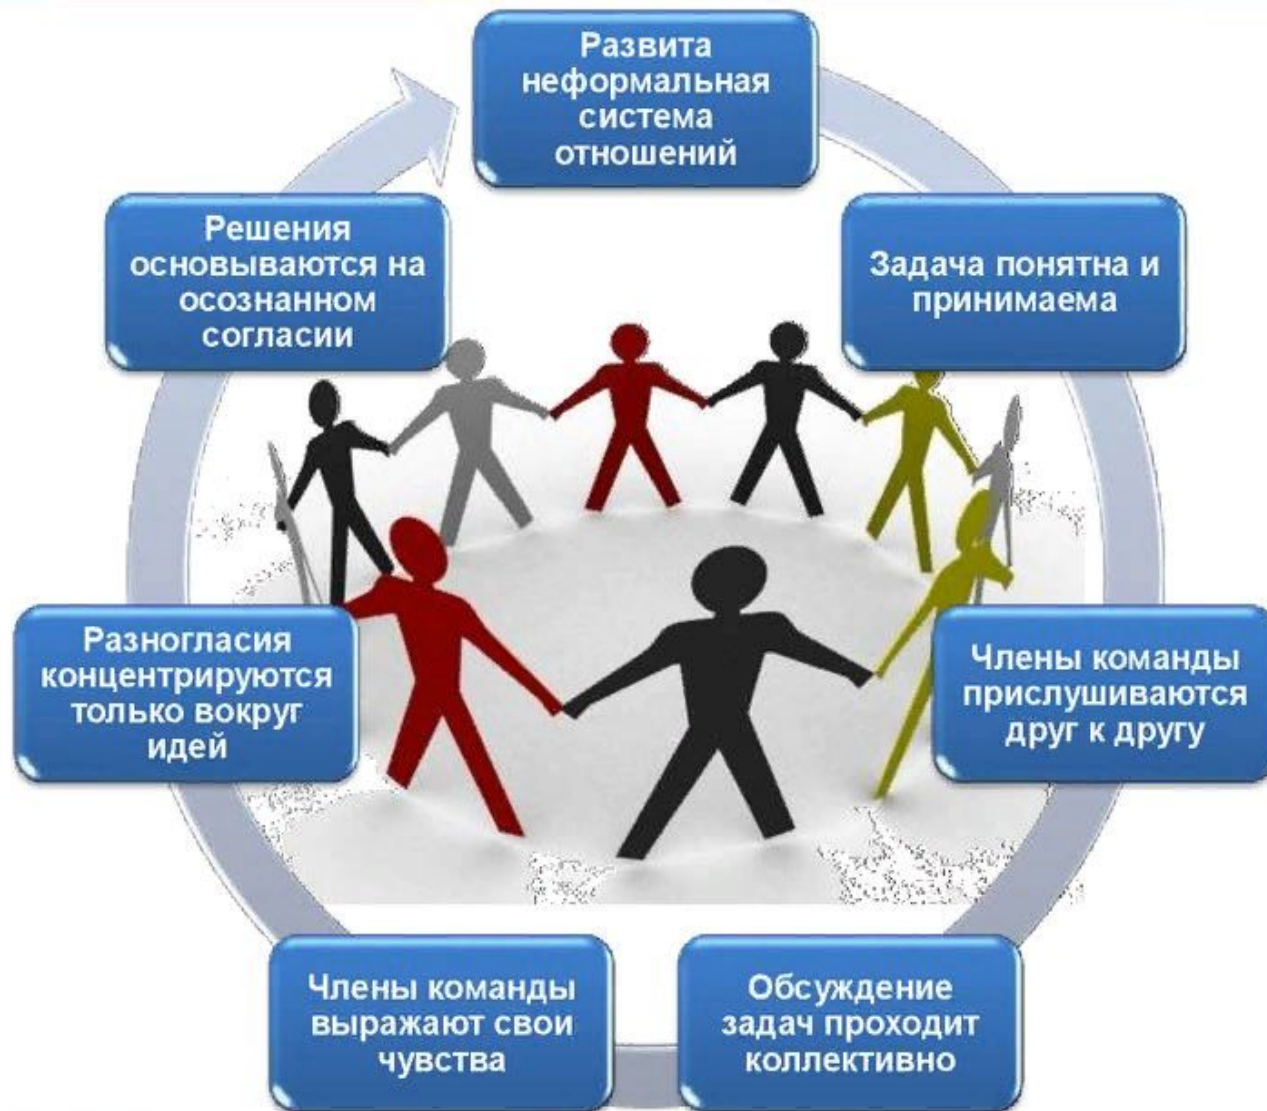 Развита
неформальная
система
отношений
Задача понятна и
принимаема
Члены команды
прислушиваются
друг к другу
Обсуждение
задач проходит
коллективно
Члены команды
выражают свои
чувства
Разногласия
концентрируются
только вокруг
идей
Решения
основываются на
осознанном
согласии